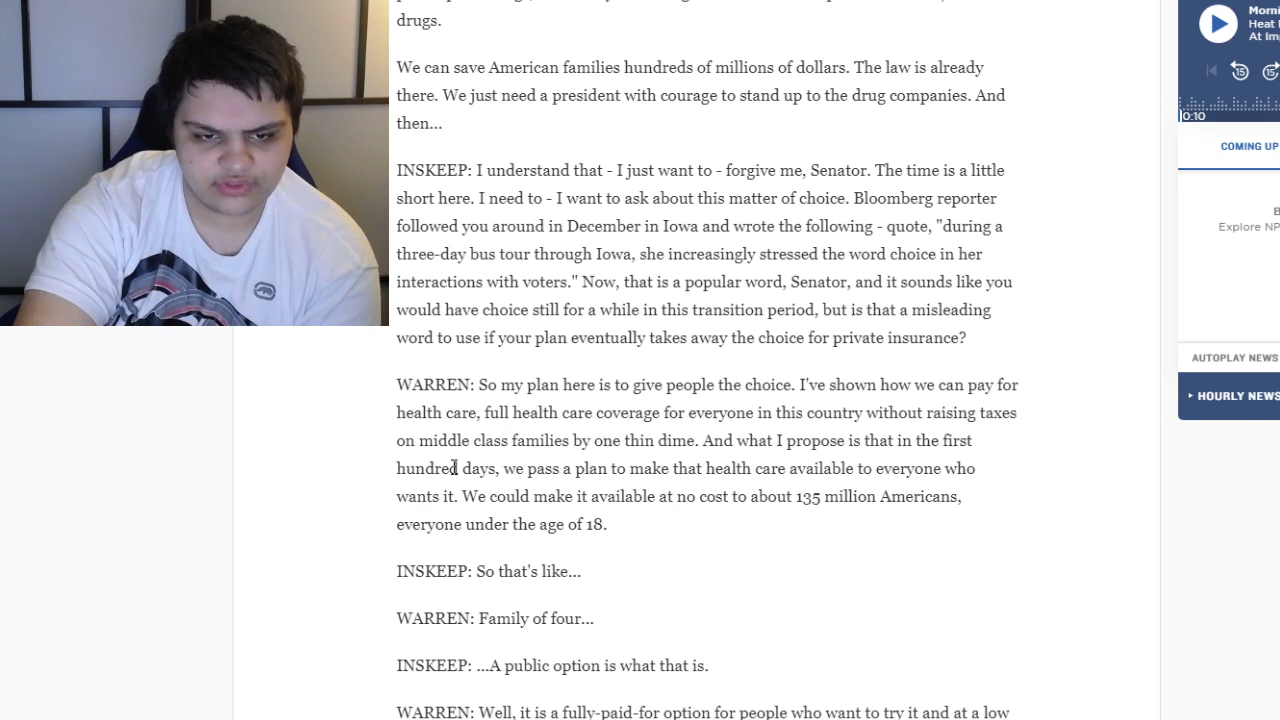 drugs.
We can save American families hundreds of millions of dollars. The law is already
there. We just need a president with courage to stand up to the drug companies. And
then...
INSKEEP: I understand that - I just want to - forgive me, Senator. The time is a little
short here. I need to - I want to ask about this matter of choice. Bloomberg reporter
followed you around in December in Iowa and wrote the following - quote, "during a
three-day bus tour through Iowa, she increasingly stressed the word choice in her
interactions with voters." Now, that is a popular word, Senator, and it sounds like you
would have choice still for a while in this transition period, but is that a misleading
word to use if your plan eventually takes away the choice for private insurance?
WARREN: So my plan here is to give people the choice. I've shown how we can pay for
health care, full health care coverage for everyone in this country without raising taxes
on middle class families by one thin dime. And what I propose is that in the first
hundred days, we pass a plan to make that health care available to everyone who
wants it. We could make it available at no cost to about 135 million Americans,
everyone under the age of 18.
INSKEEP: So that's like...
WARREN: Family of four...
INSKEEP: ...A public option is what that is.
WARREN: Well, it is a fully-paid-for option for people who want to try it and at a low
Morni
Heat
At Im
15
15
0:10
COMING UP
B
Explore NP
AUTOPLAY NEWS
HOURLY NEWS